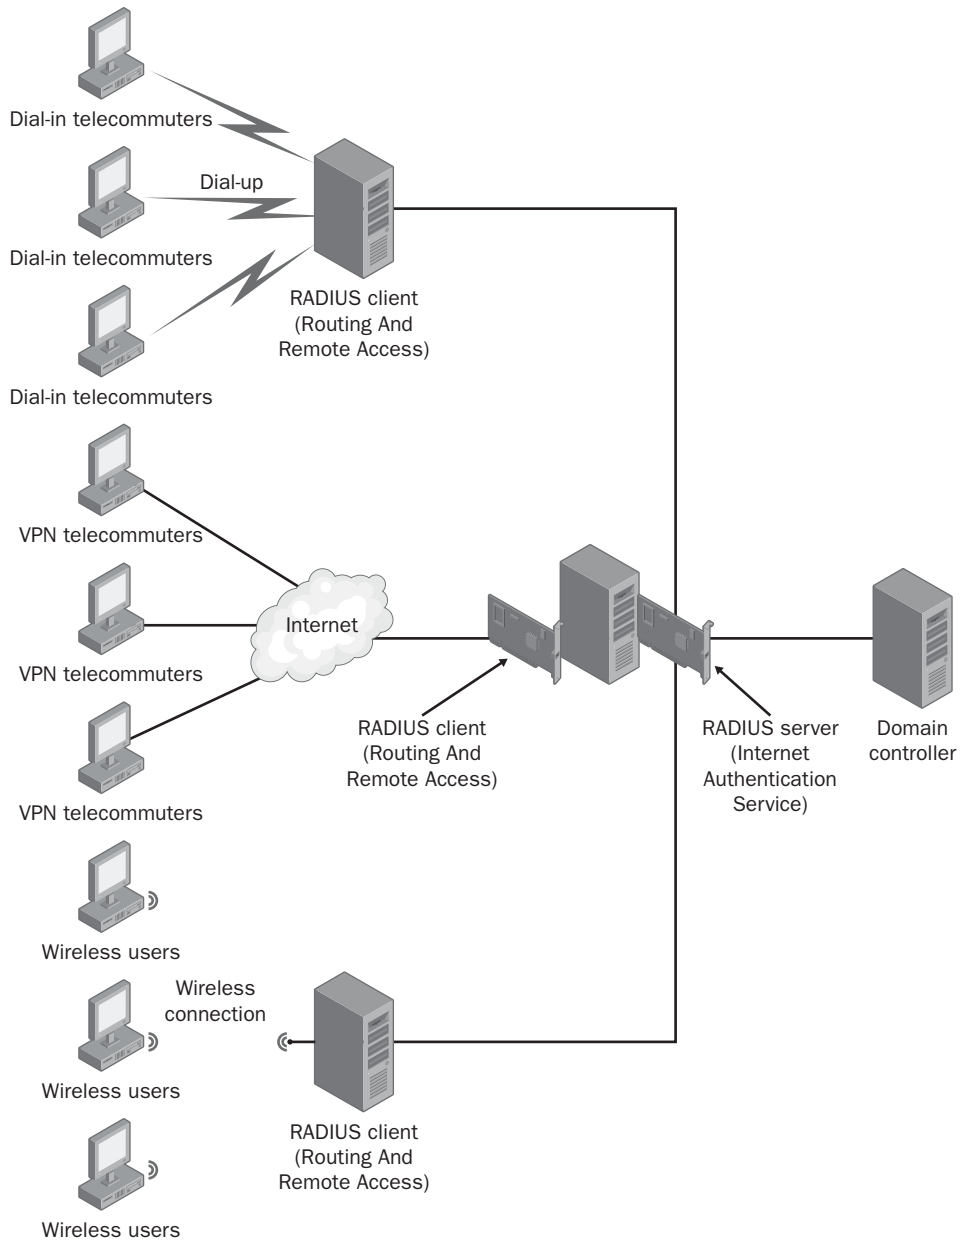 Dial-in telecommuters
Dial-up
Dial-in telecommuters
RADIUS client
(Routing And
Remote Access)
Dial-in telecommuters
VPN telecommuters
Internet
VPN telecommuters
RADIUS client
(Routing And
Remote Access)
RADIUS server
(Internet
Authentication
Service)
Domain
controller
VPN telecommuters
Wireless users
Wireless
connection
Wireless users
RADIUS client
(Routing And
Remote Access)
Wireless users